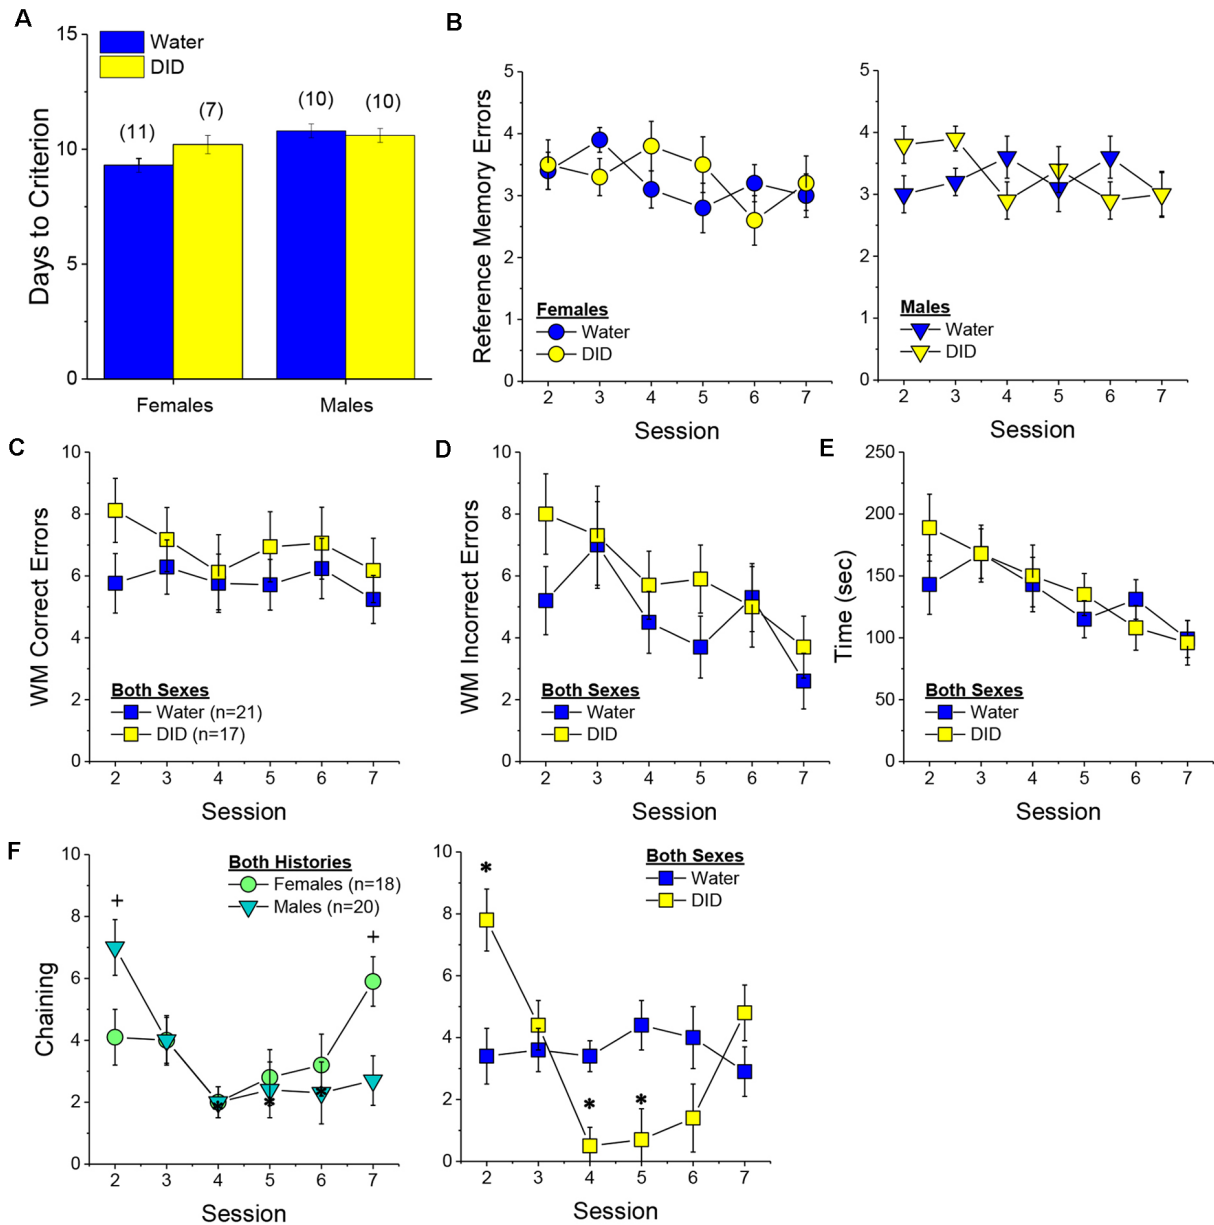 A
Days to Criterion
15
10
5
0
Water
DID
(11)
(7)
(10)
(10)
Females
Males
B
Reference Memory Errors
5
4
3
2
1
0
Females
Water
DID
2 3 4 5 6 7
Session
5
4
3
2
1
0
Males
Water
DID
2 3 4 5 6 7
Session
C
WM Correct Errors
10
8
6
4
2
0
Both Sexes
Water (n=21)
DID (n=17)
2 3 4 5 6 7
Session
D
WM Incorrect Errors
10
8
6
4
2
0
Both Sexes
Water
DID
2 3 4 5 6 7
Session
E
Time (sec)
250
200
150
100
50
0
Both Sexes
Water
DID
2 3 4 5 6 7
Session
F
Chaining
10
8
6
4
2
0
Both Histories
Females (n=18)
Males (n=20)
+
+
* * *
2 3 4 5 6 7
Session
10
8
6
4
2
0
Both Sexes
Water
DID
*
* *
2 3 4 5 6 7
Session